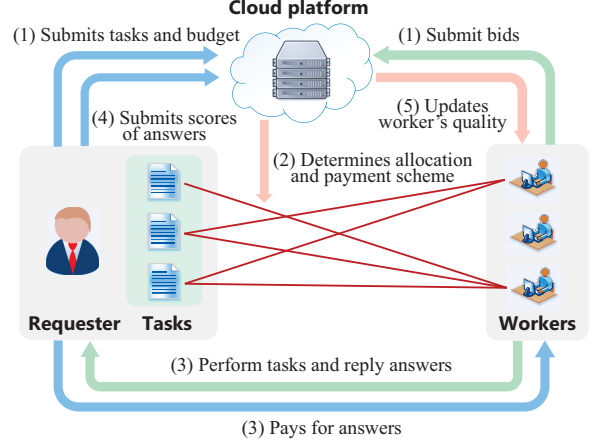 Cloud platform
(1) Submits tasks and budget
(1) Submit bids
(4) Submits scores
of answers
(5) Updates
worker's quality
(2) Determines allocation
and payment scheme
Requester
Tasks
Workers
(3) Perform tasks and reply answers
(3) Pays for answers